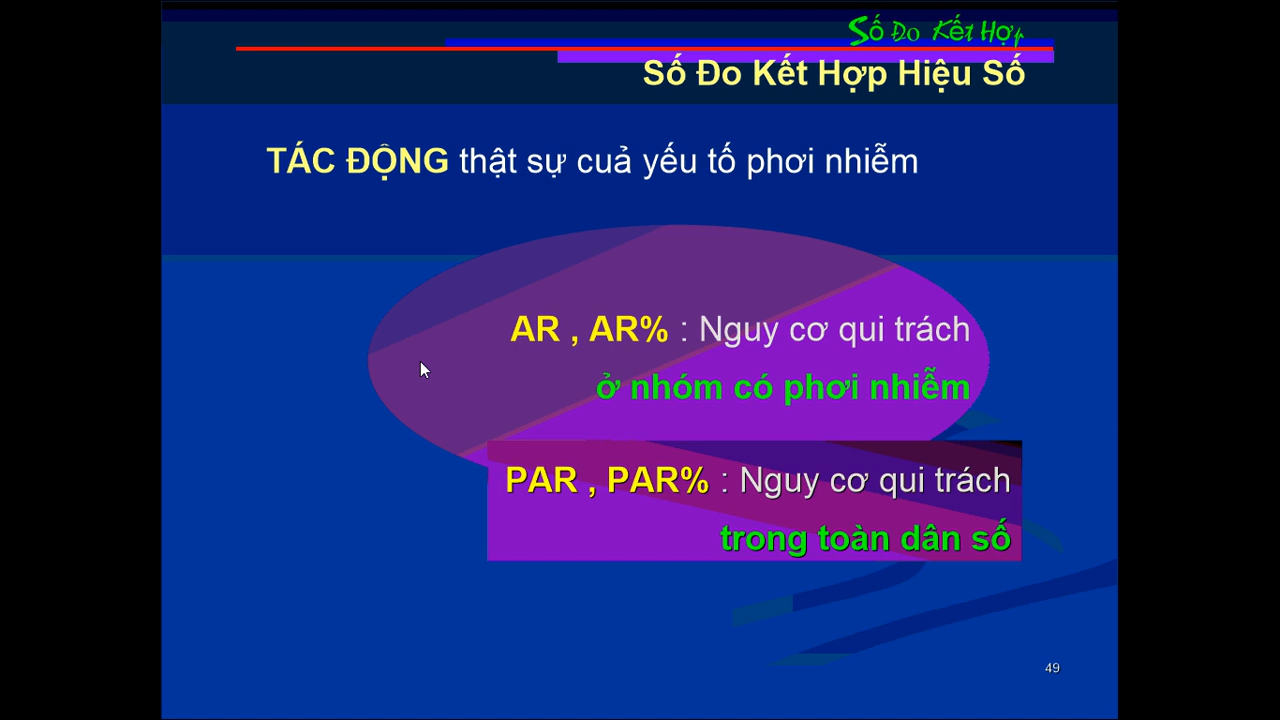 Số Đo Kết Hợp
Số Đo Kết Hợp Hiệu Số
TÁC ĐỘNG thật sự cuả yếu tố phơi nhiễm
AR , AR% : Nguy cơ qui trách
ở nhóm có phơi nhiễm
PAR , PAR% : Nguy cơ qui trách
trong toàn dân số
49